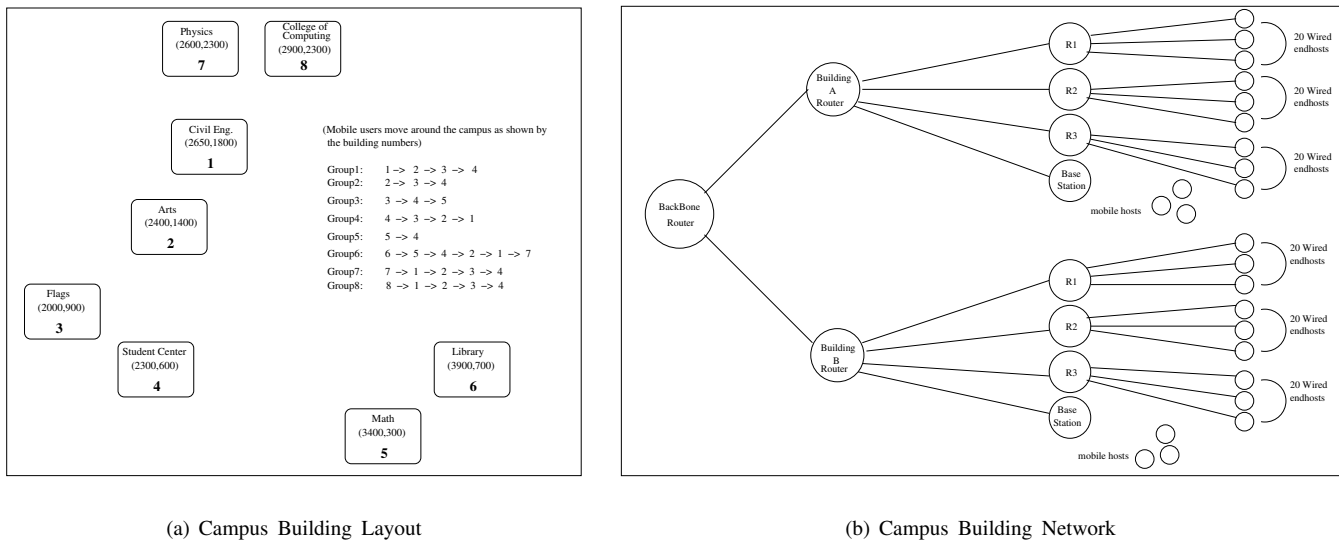 Physics
(2600,2300)
7
College of
Computing
(2900,2300)
8
Civil Eng.
(2650,1800)
1
(Mobile users move around the campus as shown by
the building numbers)
Group1: 1 -> 2 -> 3 -> 4
Group2: 2 -> 3 -> 4
Group3: 3 -> 4 -> 5
Group4: 4 -> 3 -> 2 -> 1
Group5: 5 -> 4
Group6: 6 -> 5 -> 4 -> 2 -> 1 -> 7
Group7: 7 -> 1 -> 2 -> 3 -> 4
Group8: 8 -> 1 -> 2 -> 3 -> 4
Arts
(2400,1400)
2
Flags
(2000,900)
3
Student Center
(2300,600)
4
Library
(3900,700)
6
Math
(3400,300)
5
(a) Campus Building Layout
BackBone
Router
Building
A
Router
R1
R2
R3
Base
Station
mobile hosts
20 Wired
endhosts
20 Wired
endhosts
20 Wired
endhosts
Building
B
Router
R1
R2
R3
Base
Station
mobile hosts
20 Wired
endhosts
20 Wired
endhosts
20 Wired
endhosts
(b) Campus Building Network